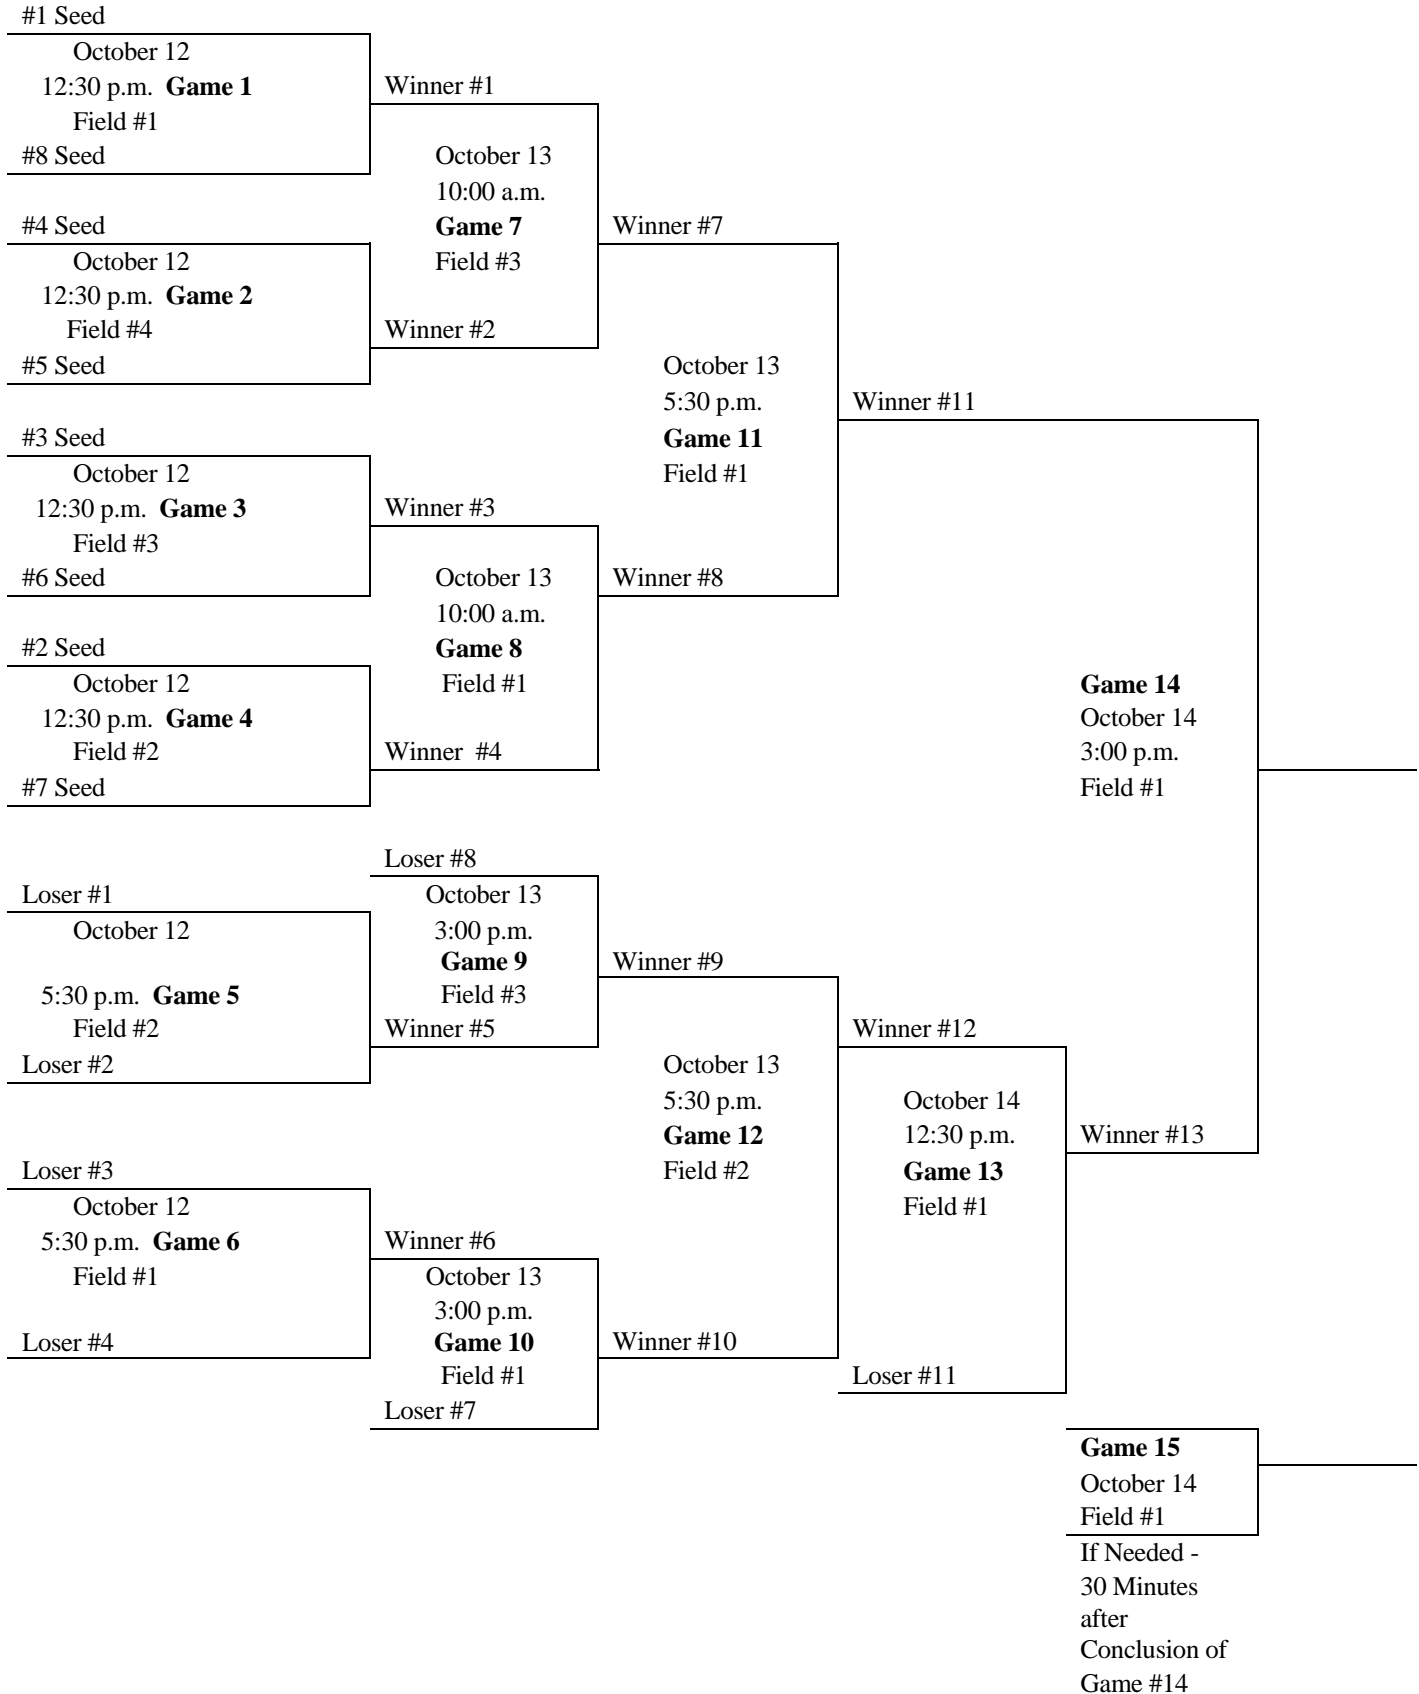 #1 Seed
October 12
12:30 p.m. Game 1
Field #1
#8 Seed
#4 Seed
October 12
12:30 p.m. Game 2
Field #4
#5 Seed
#3 Seed
October 12
12:30 p.m. Game 3
Field #3
#6 Seed
#2 Seed
October 12
12:30 p.m. Game 4
Field #2
#7 Seed
Loser #1
October 12
5:30 p.m. Game 5
Field #2
Loser #2
Loser #3
October 12
5:30 p.m. Game 6
Field #1
Loser #4
Winner #1
October 13
10:00 a.m.
Game 7
Field #3
Winner #2
Winner #3
October 13
10:00 a.m.
Game 8
Field #1
Winner #4
Loser #8
October 13
3:00 p.m.
Game 9
Field #3
Winner #5
Winner #6
October 13
3:00 p.m.
Game 10
Field #1
Loser #7
Winner #7
October 13
5:30 p.m.
Game 11
Field #1
Winner #8
Winner #9
October 13
5:30 p.m.
Game 12
Field #2
Winner #10
Winner #11
Winner #12
October 14
12:30 p.m.
Game 13
Field #1
Loser #11
Game 14
October 14
3:00 p.m.
Field #1
Winner #13
Game 15
October 14
Field #1
If Needed -
30 Minutes
after
Conclusion of
Game #14